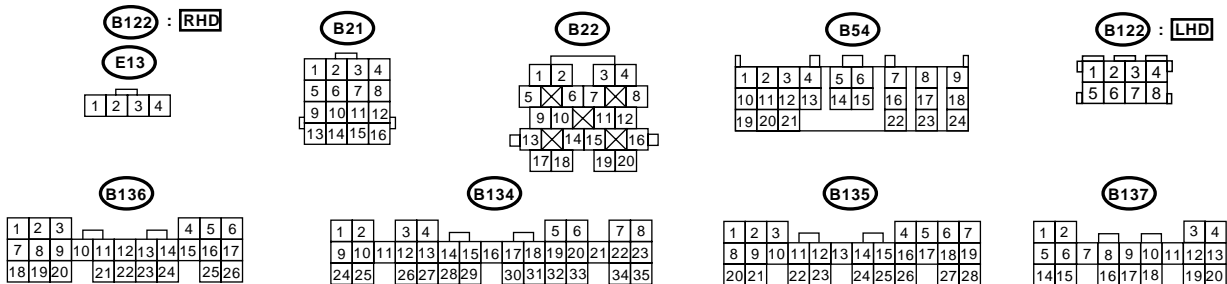 B122 : RHD
E13
1 2 3 4
B21
1 2 3 4
5 6 7 8
9 10 11 12
13 14 15 16
B22
1 2 3 4
5 6 7 8
9 10 11 12
13 14 15 16
17 18 19 20
B54
1 2 3 4 5 6 7 8 9
10 11 12 13 14 15 16 17 18
19 20 21 22 23 24
B122 : LHD
1 2 3 4
5 6 7 8
B136
1 2 3 4 5 6
7 8 9 10 11 12 13 14 15 16 17
18 19 20 21 22 23 24 25 26
B134
1 2 3 4 5 6 7 8
9 10 11 12 13 14 15 16 17 18 19 20 21 22 23
24 25 26 27 28 29 30 31 32 33 34 35
B135
1 2 3 4 5 6 7
8 9 10 11 12 13 14 15 16 17 18 19
20 21 22 23 24 25 26 27 28
B137
1 2 3 4
5 6 7 8 9 10 11 12 13
14 15 16 17 18 19 20